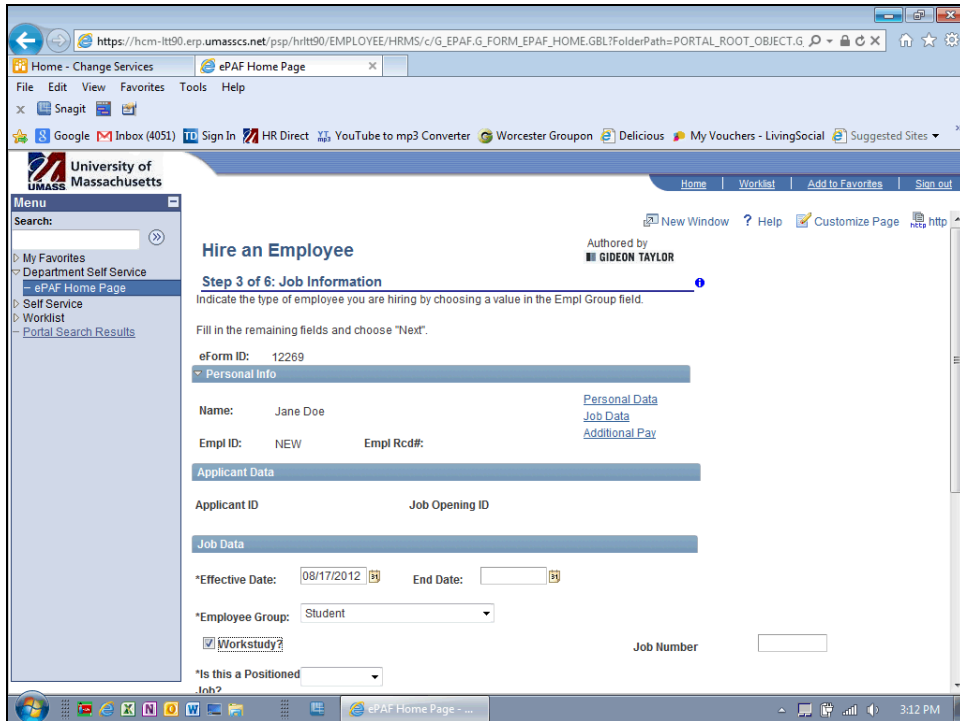 https://hcm-ltt90.erp.umasscs.net/psp/hrltt90/EMPLOYEE/HRMS/c/G_EPAF.G_FORM_EPAF_HOME.GBL?FolderPath=PORTAL_ROOT_OBJECT.G_
Home - Change Services ePAF Home Page
File Edit View Favorites Tools Help
Snagit
Google Inbox (4051) Sign In HR Direct YouTube to mp3 Converter Worcester Groupon Delicious My Vouchers - LivingSocial Suggested Sites
University of
UMASS Massachusetts
Home Worklist Add to Favorites Sign out
Menu
Search:
New Window ? Help Customize Page http
My Favorites
Department Self Service
– ePAF Home Page
Self Service
Worklist
– Portal Search Results
Hire an Employee
Authored by
GIDEON TAYLOR
Step 3 of 6: Job Information
Indicate the type of employee you are hiring by choosing a value in the Empl Group field.
Fill in the remaining fields and choose "Next".
eForm ID: 12269
Personal Info
Name: Jane Doe
Personal Data
Job Data
Additional Pay
Empl ID: NEW Empl Rcd#:
Applicant Data
Applicant ID Job Opening ID
Job Data
*Effective Date: 08/17/2012 End Date:
*Employee Group: Student
Workstudy? Job Number
*Is this a Positioned
Job?
ePAF Home Page - ...
3:12 PM